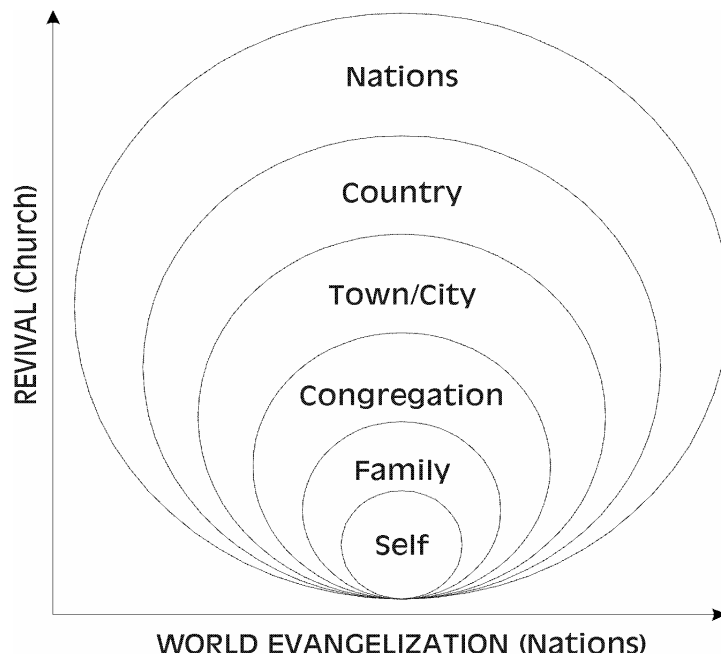 Nations
Country
Town/City
Congregation
Family
Self
REVIVAL (Church)
WORLD EVANGELIZATION (Nations)